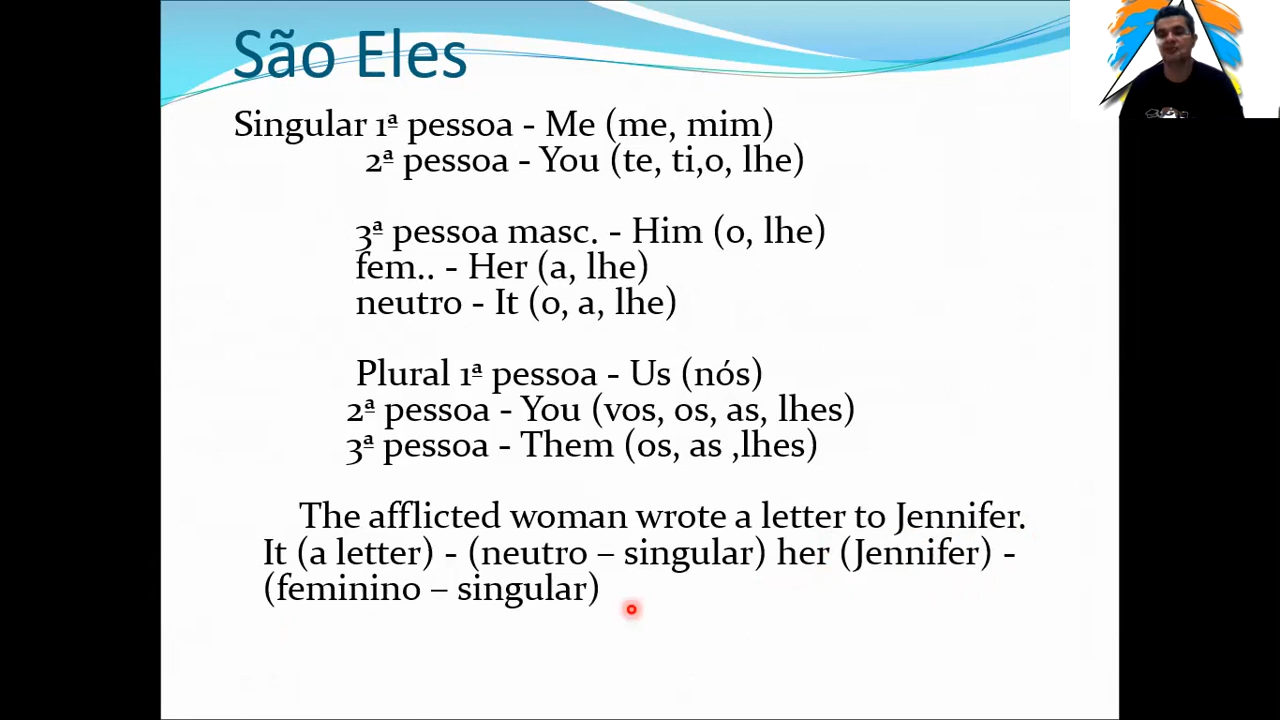 São Eles
Singular 1ª pessoa - Me (me, mim)
2ª pessoa - You (te, ti,o, lhe)
3ª pessoa masc. - Him (o, lhe)
fem.. - Her (a, lhe)
neutro - It (o, a, lhe)
Plural 1ª pessoa - Us (nós)
2ª pessoa - You (vos, os, as, lhes)
3ª pessoa - Them (os, as ,lhes)
The afflicted woman wrote a letter to Jennifer.
It (a letter) - (neutro – singular) her (Jennifer) -
(feminino – singular)